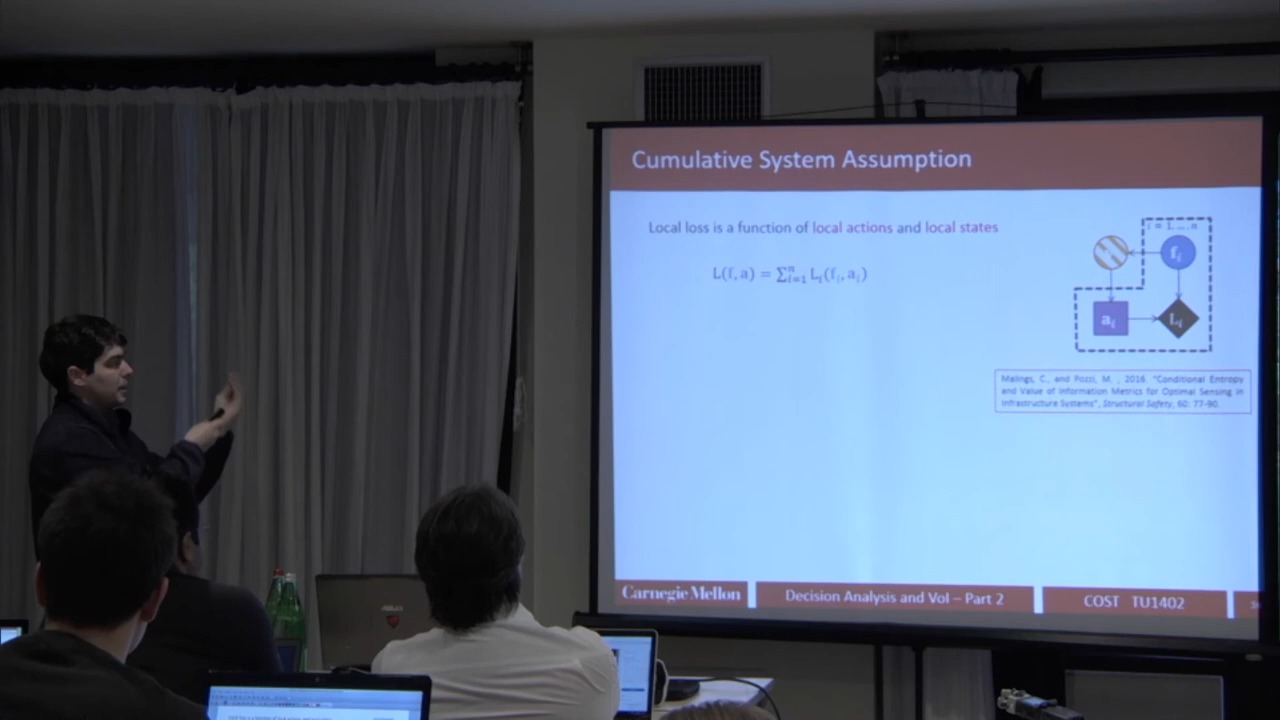 Cumulative System Assumption
Local loss is a function of local actions and local states
L(f, a) = ∑ⁿᵢ₌₁ Lᵢ(fᵢ, aᵢ)
i = 1, ..., n
fᵢ
aᵢ
Lᵢ
Malings, C., and Pozzi, M. , 2016. "Conditional Entropy
and Value of Information Metrics for Optimal Sensing in
Infrastructure Systems", Structural Safety, 60: 77-90.
Carnegie Mellon
Decision Analysis and VoI – Part 2
COST TU1402
ASUS